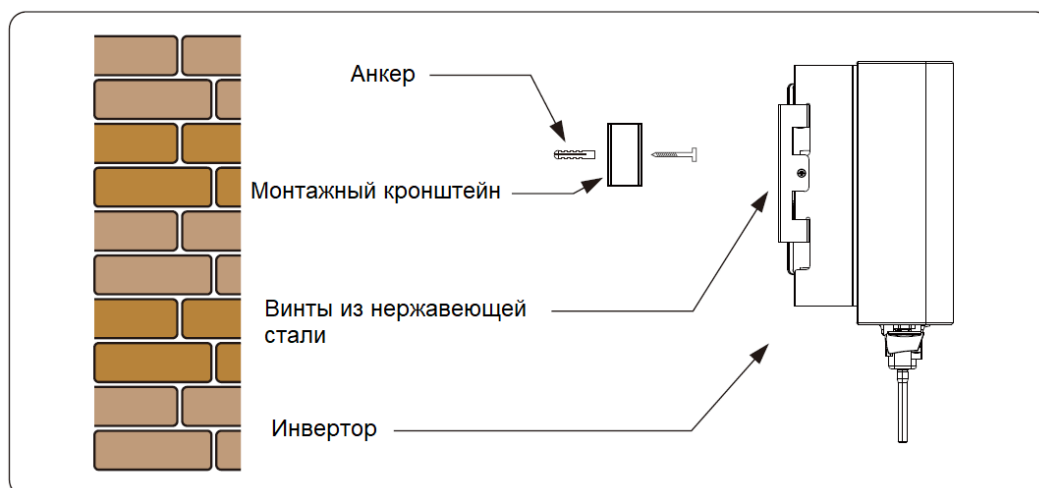 Анкер
Монтажный кронштейн
Винты из нержавеющей
стали
Инвертор